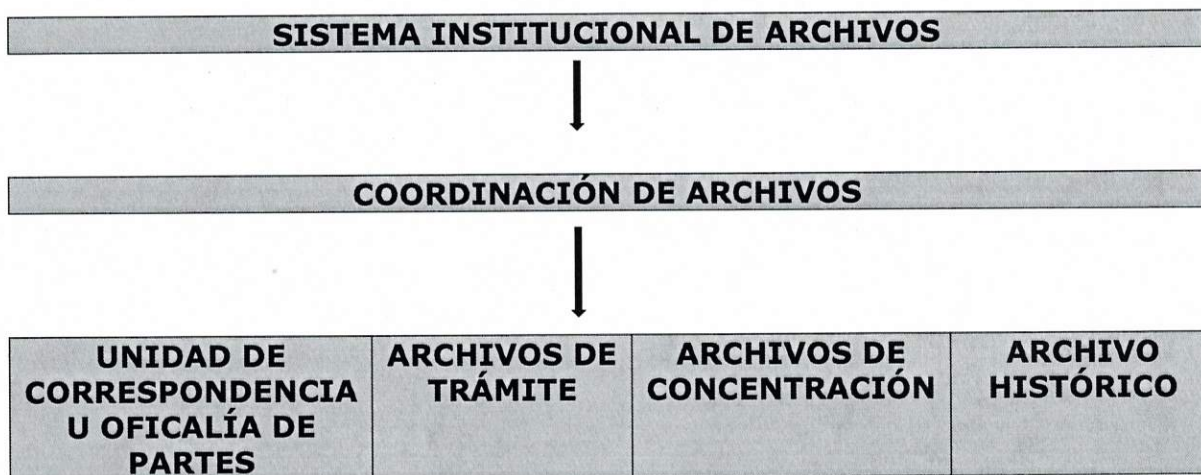 SISTEMA INSTITUCIONAL DE ARCHIVOS
COORDINACIÓN DE ARCHIVOS
UNIDAD DE
CORRESPONDENCIA
U OFICALÍA DE
PARTES
ARCHIVOS DE
TRÁMITE
ARCHIVOS DE
CONCENTRACIÓN
ARCHIVO
HISTÓRICO